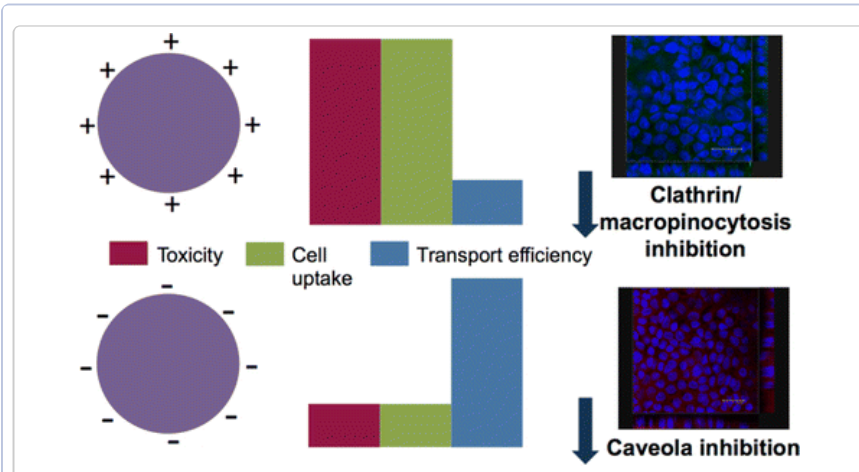 +
+ +
+ +
+ +
+
Clathrin/
macropinocytosis
inhibition
Toxicity Cell Transport efficiency
uptake
-
- -
- -
- -
-
Caveola inhibition